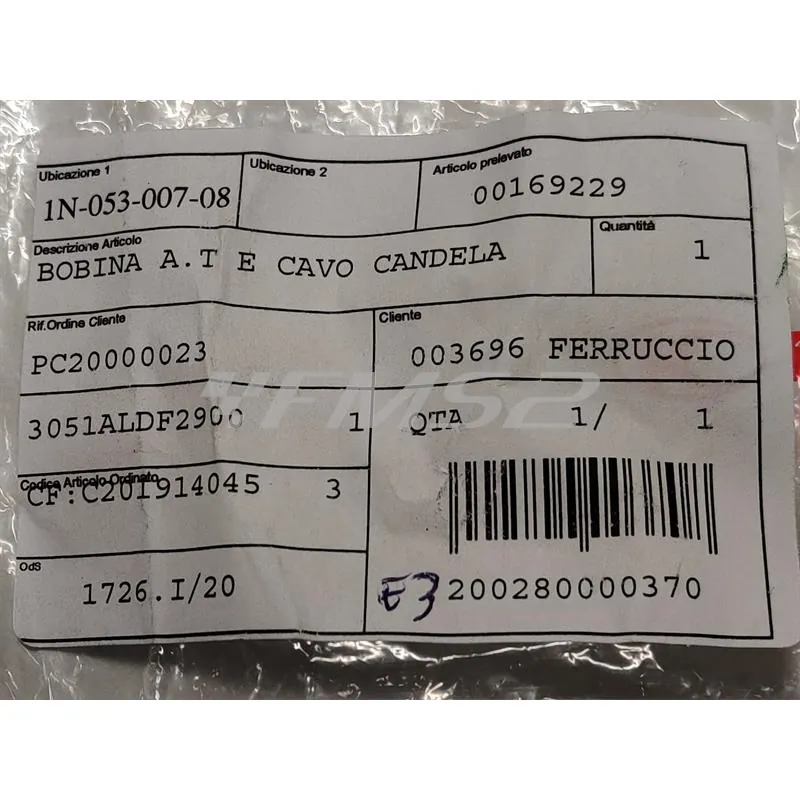 Ubicazione 1
1N-053-007-08
Ubicazione 2
Articolo prelevato
00169229
Descrizione Articolo
BOBINA A.T E CAVO CANDELA
Quantità
1
Rif.Ordine Cliente
PC20000023
Cliente
003696 FERRUCCIO
3051ALDF2900 1
QTA 1/ 1
Codice Articolo Ordinato
CF:C201914045 3
OdS
1726.I/20
E3 200280000370
FMS2